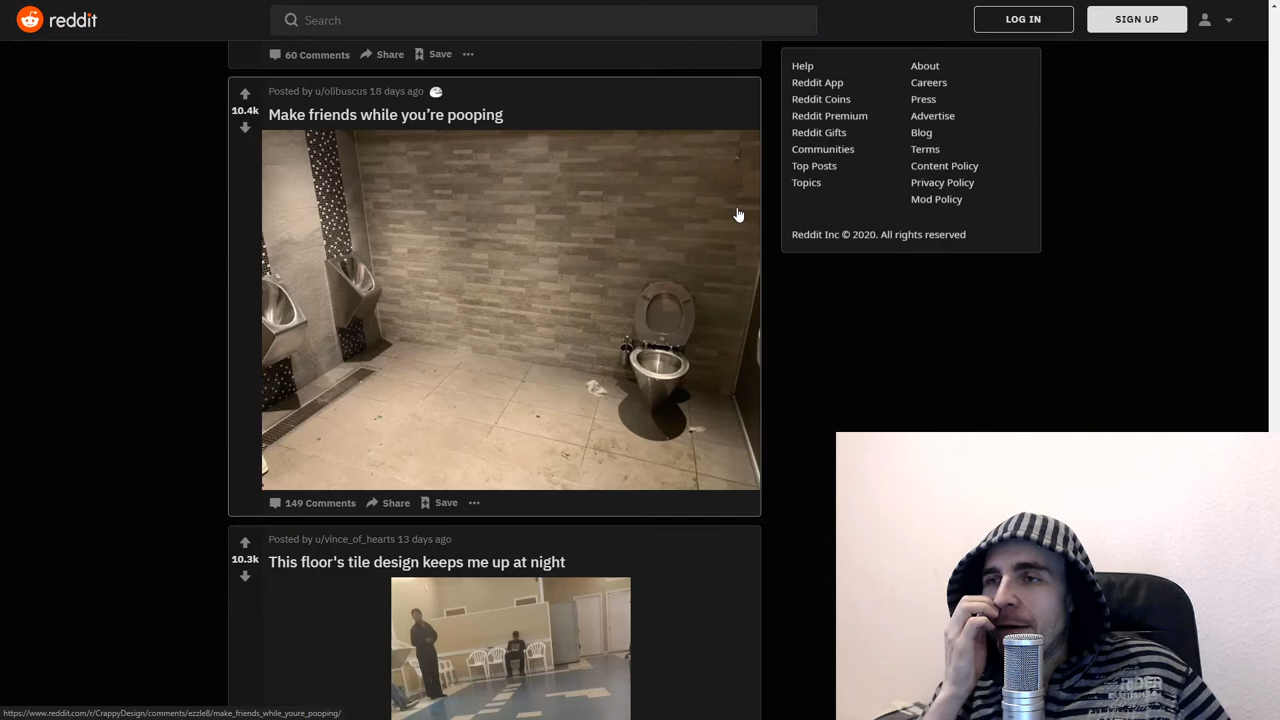 reddit
Search
LOG IN
SIGN UP
60 Comments
Share
Save
Help
About
Reddit App
Careers
Reddit Coins
Press
Reddit Premium
Advertise
Reddit Gifts
Blog
Communities
Terms
Top Posts
Content Policy
Topics
Privacy Policy
Mod Policy
Reddit Inc © 2020. All rights reserved
Posted by u/olibuscus 18 days ago
10.4k
Make friends while you’re pooping
149 Comments
Share
Save
Posted by u/vince_of_hearts 13 days ago
10.3k
This floor's tile design keeps me up at night
https://www.reddit.com/r/CrappyDesign/comments/ezzle8/make_friends_while_youre_pooping/